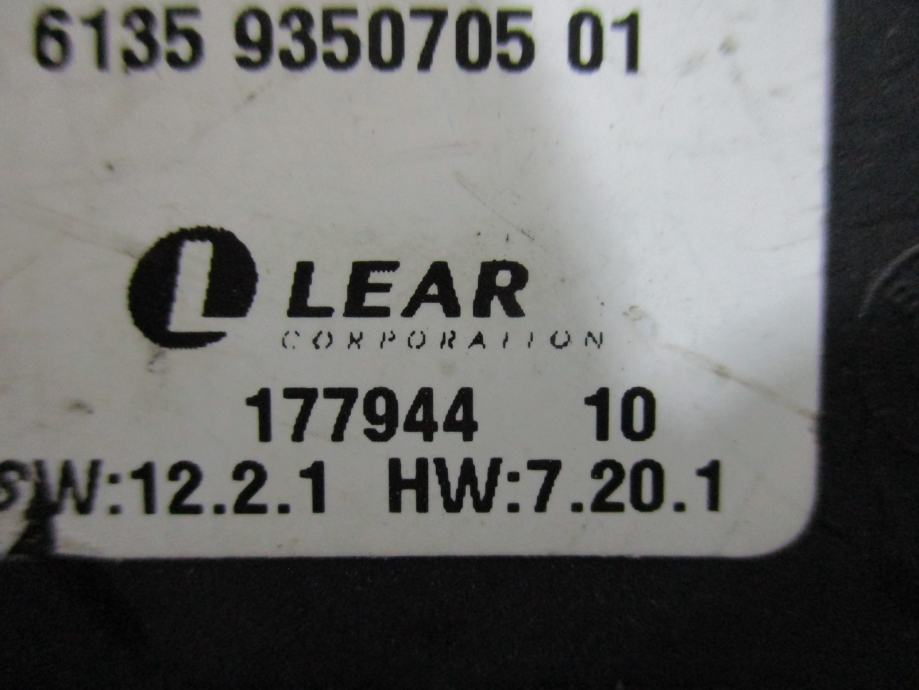 6135 9350705 01
LEAR
CORPORATION
177944 10
SW:12.2.1 HW:7.20.1